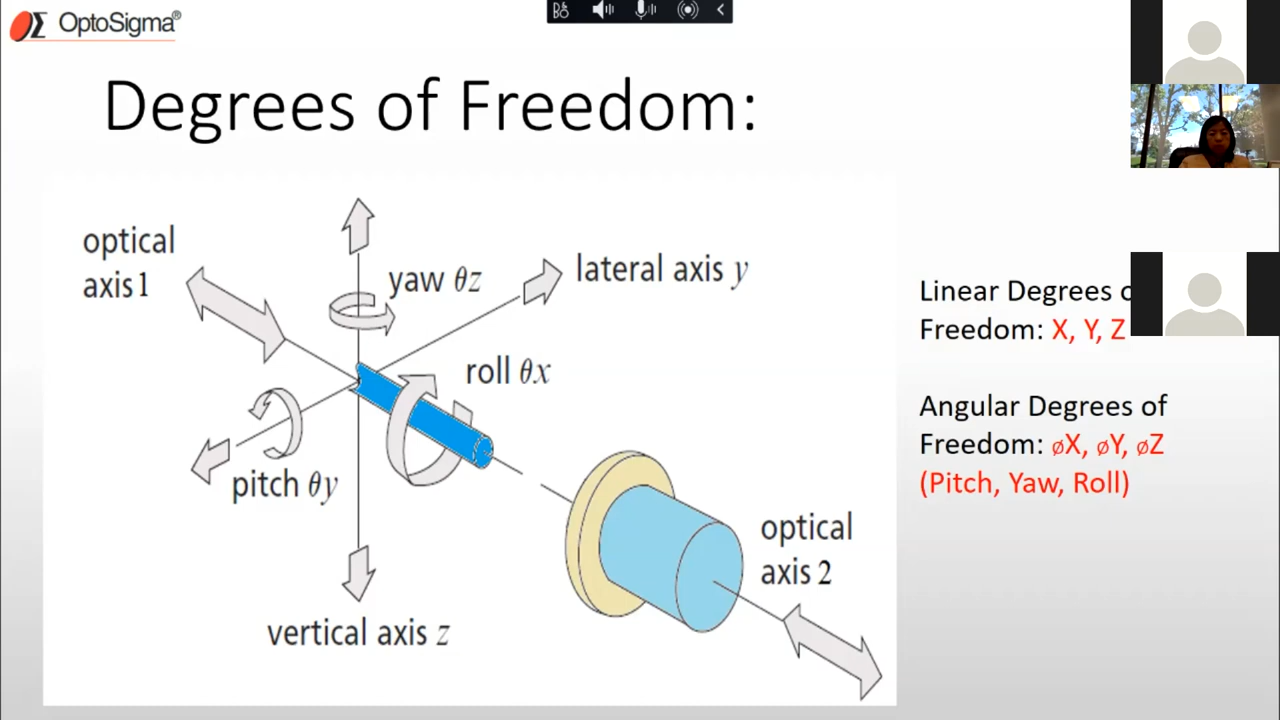 OptoSigma®
Degrees of Freedom:
optical
axis 1
yaw θz
lateral axis y
roll θx
pitch θy
optical
axis 2
vertical axis z
Linear Degrees
Freedom: X, Y, Z
Angular Degrees of
Freedom: øX, øY, øZ
(Pitch, Yaw, Roll)